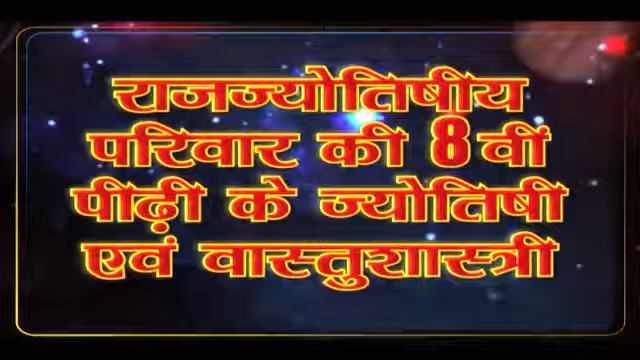 राजज्योतिषीय
परिवार की 8 वीं
पीढ़ी के ज्योतिषी
एवं वास्तुशास्त्री